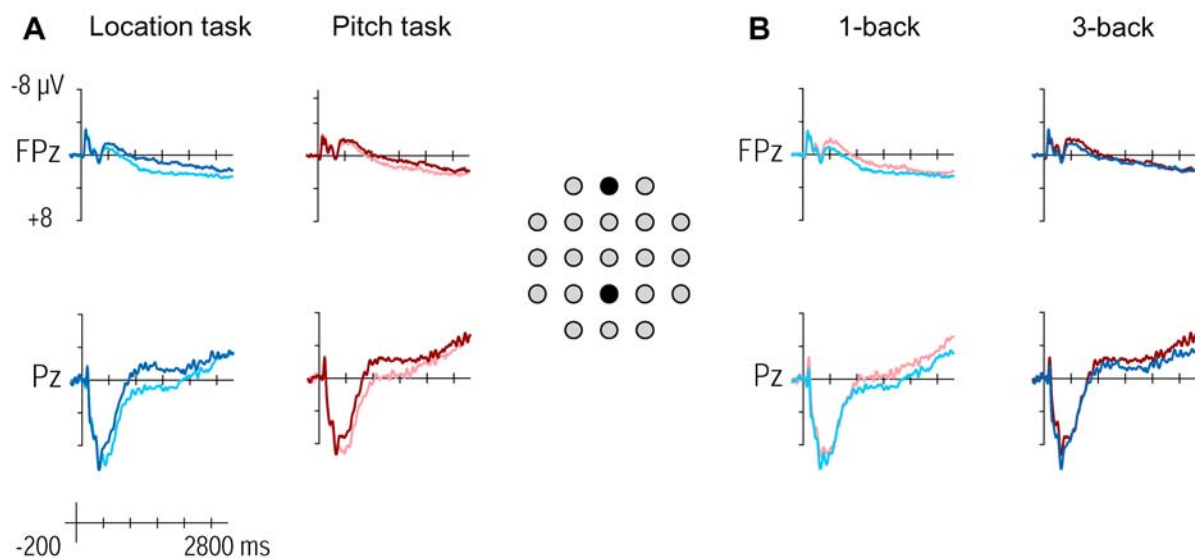 A Location task Pitch task B 1-back 3-back
-8 µV
FPz FPz
+8
Pz Pz
-200 2800 ms